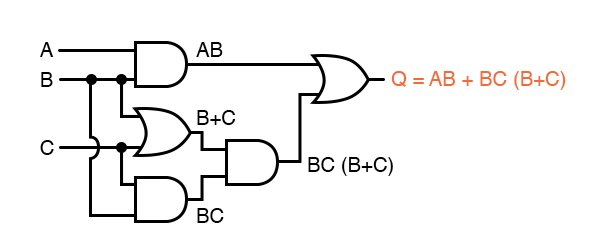 A
AB
B
Q = AB + BC (B+C)
B+C
C
BC (B+C)
BC